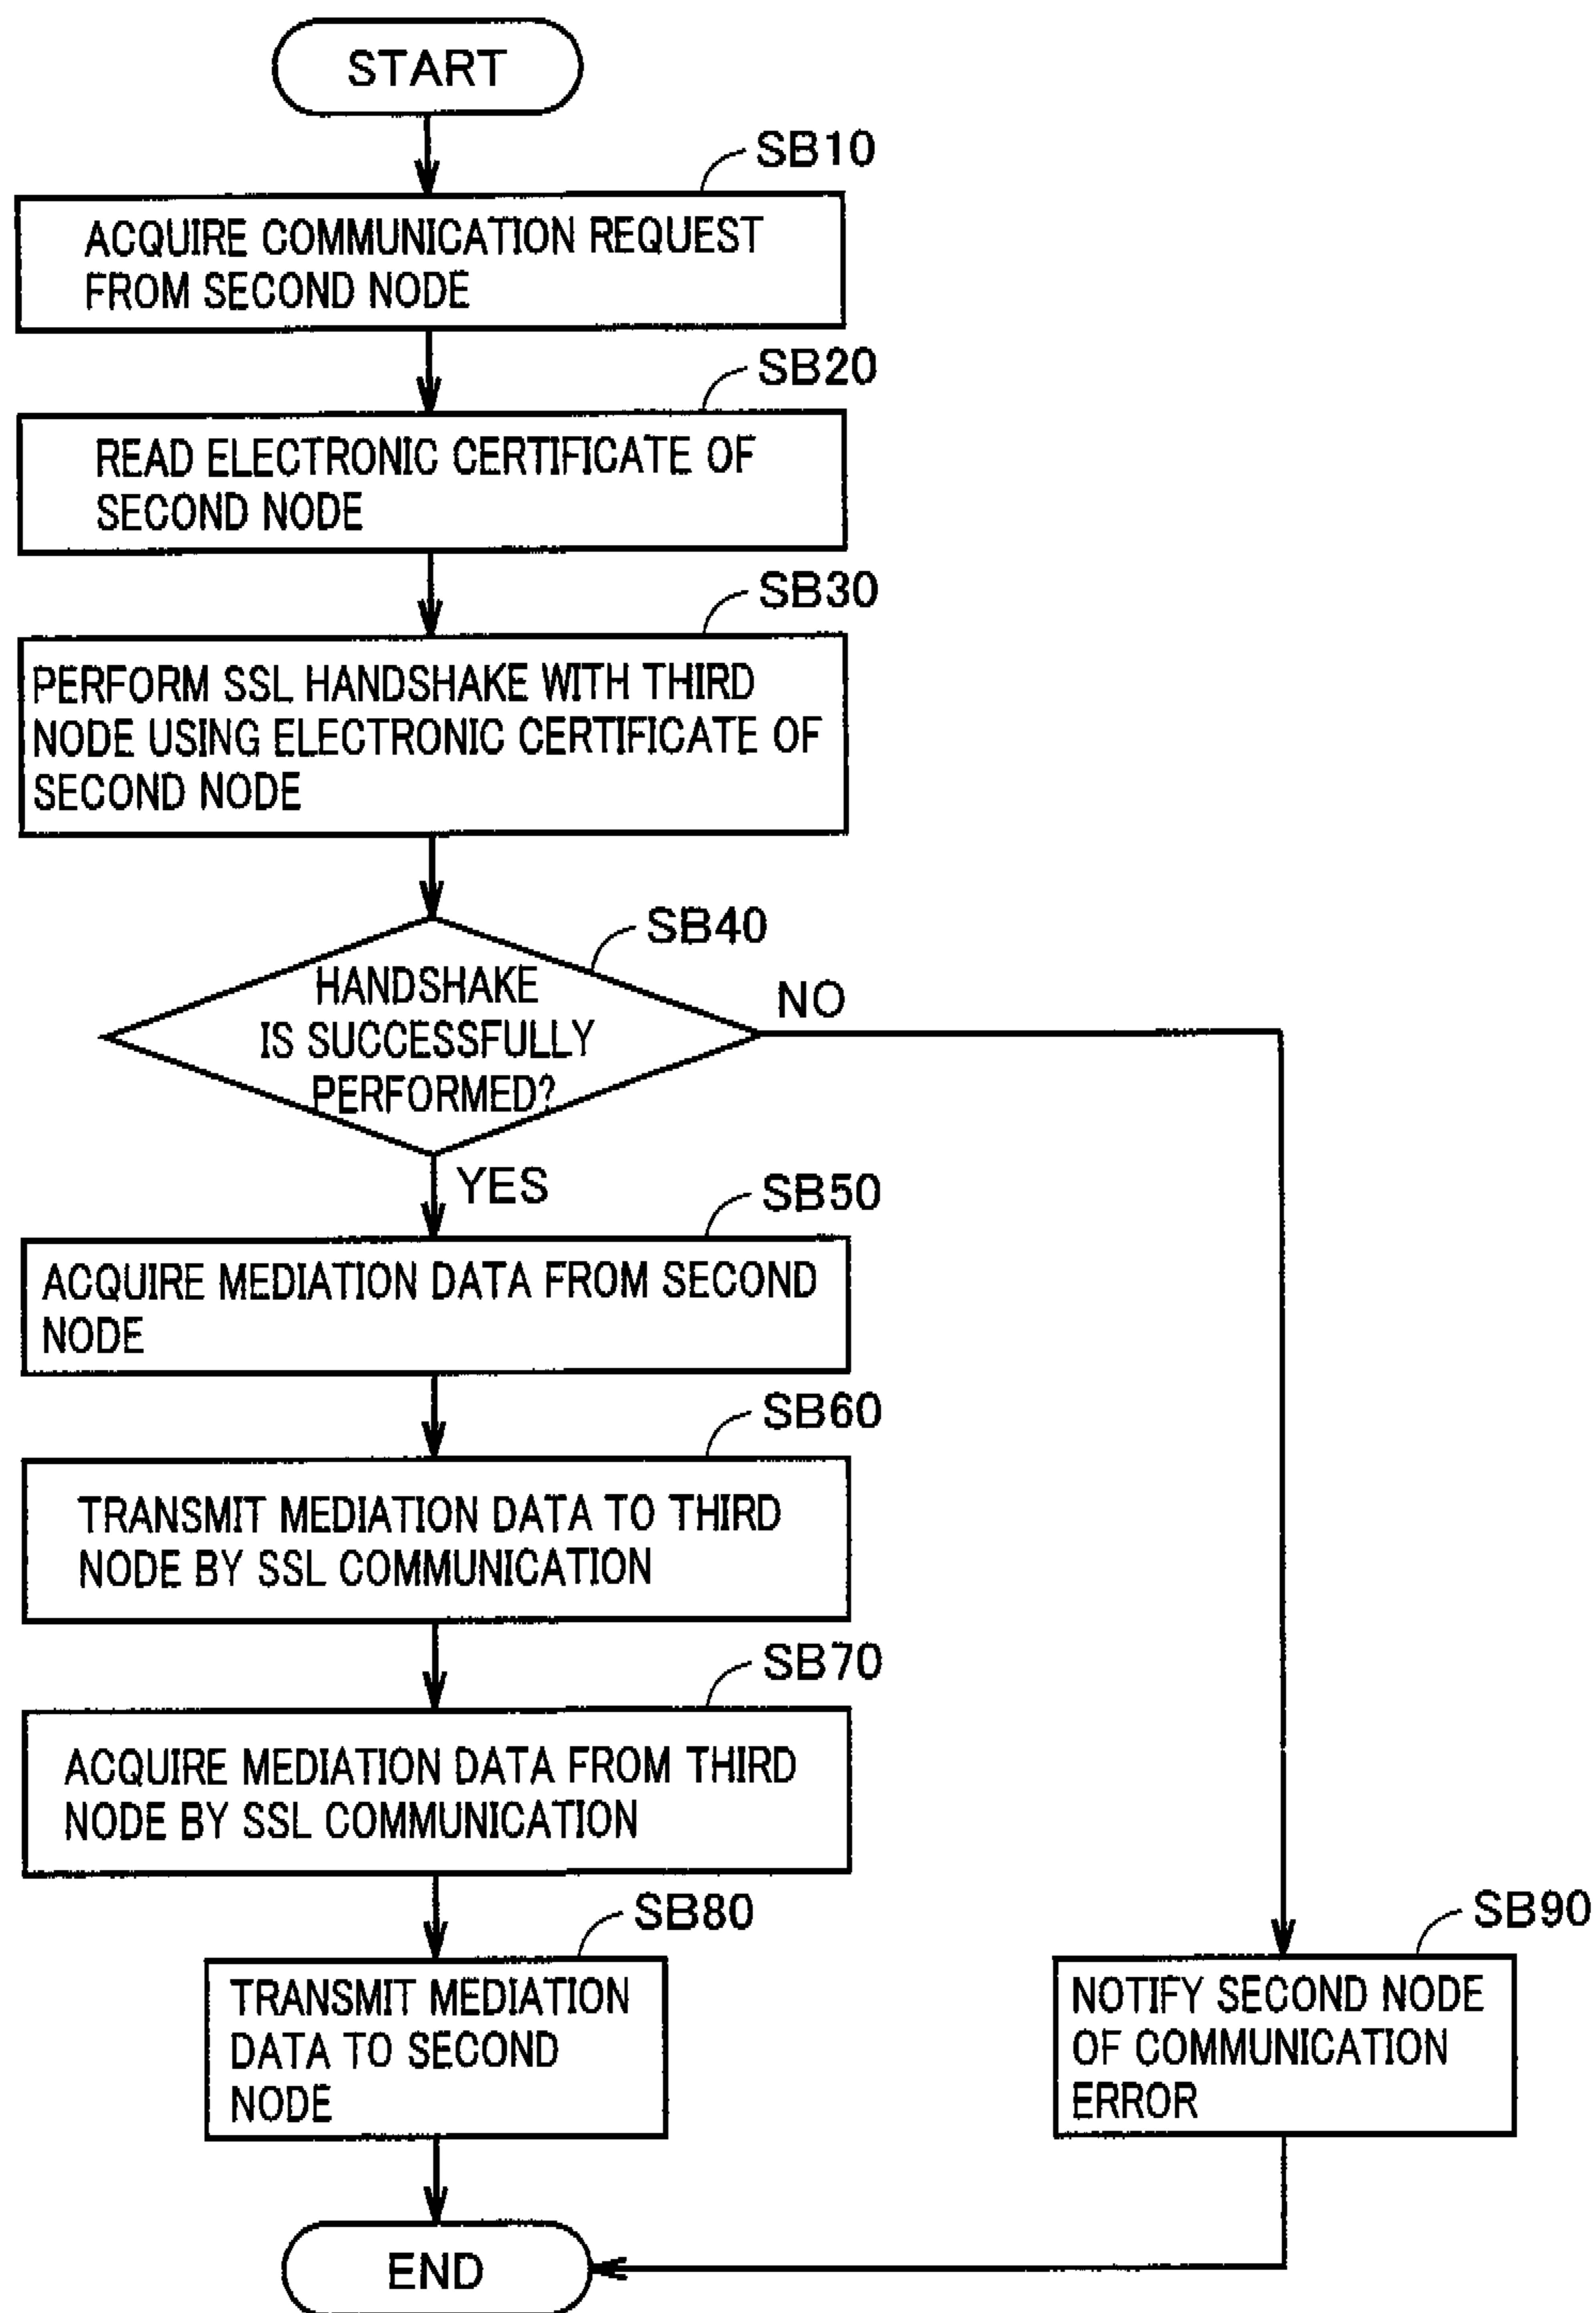 START
SB10
ACQUIRE COMMUNICATION REQUEST
FROM SECOND NODE
SB20
READ ELECTRONIC CERTIFICATE OF
SECOND NODE
SB30
PERFORM SSL HANDSHAKE WITH THIRD
NODE USING ELECTRONIC CERTIFICATE OF
SECOND NODE
SB40
HANDSHAKE
IS SUCCESSFULLY
PERFORMED?
NO
YES
SB50
ACQUIRE MEDIATION DATA FROM SECOND
NODE
SB60
TRANSMIT MEDIATION DATA TO THIRD
NODE BY SSL COMMUNICATION
SB70
ACQUIRE MEDIATION DATA FROM THIRD
NODE BY SSL COMMUNICATION
SB80
TRANSMIT MEDIATION
DATA TO SECOND
NODE
SB90
NOTIFY SECOND NODE
OF COMMUNICATION
ERROR
END